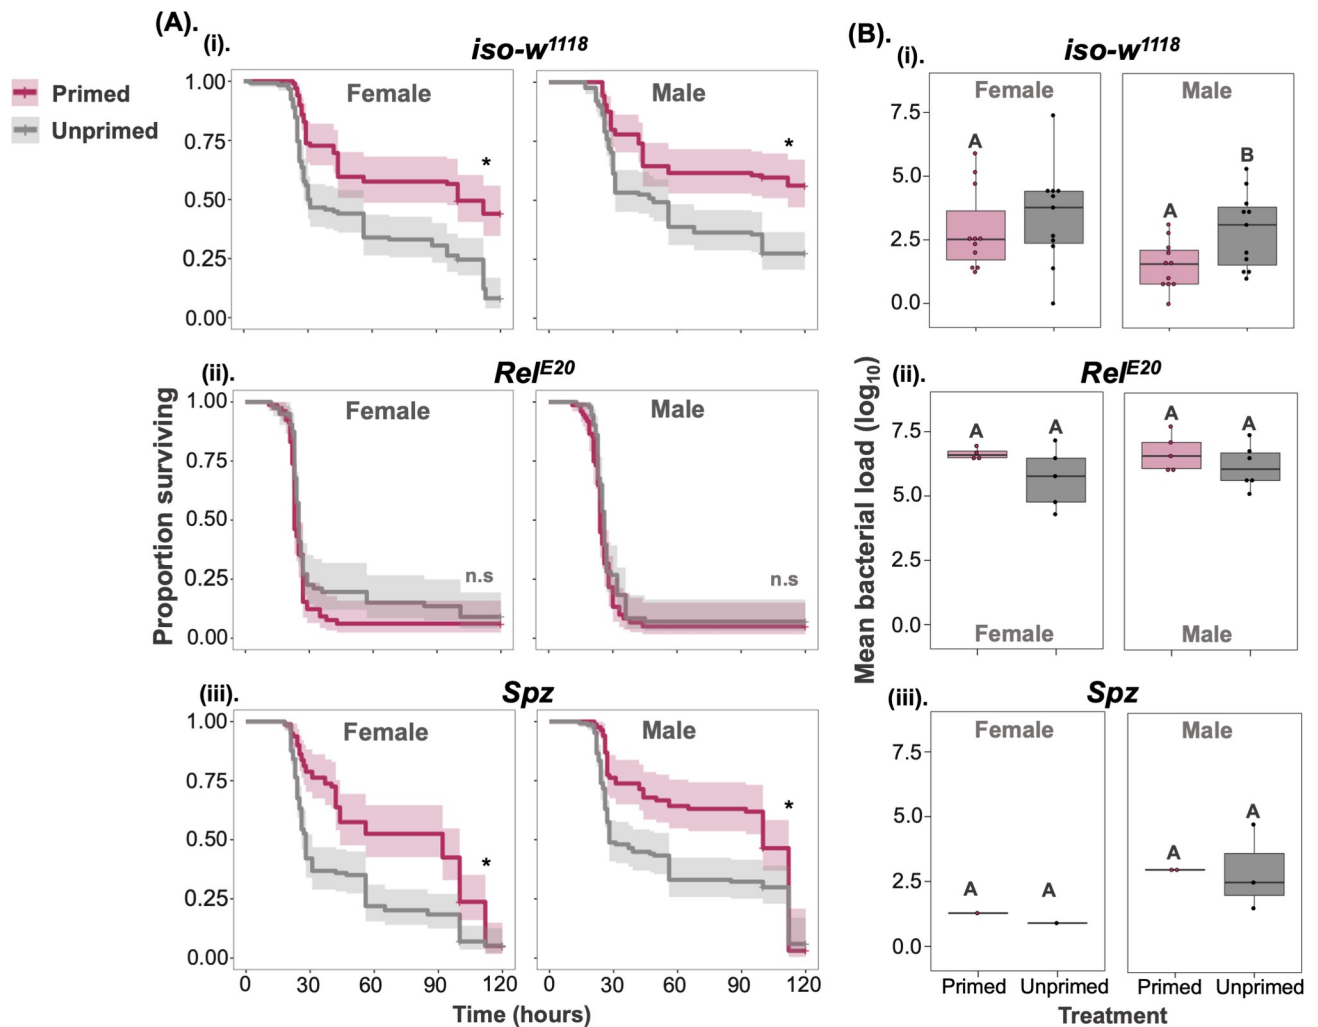 (A).
(i).
iso-w1118
Primed
Unprimed
Female
Male
1.00
0.75
0.50
0.25
0.00
*
*
(ii).
RelE20
Female
Male
1.00
0.75
0.50
0.25
0.00
n.s
n.s
Proportion surviving
(iii).
Spz
Female
Male
1.00
0.75
0.50
0.25
0.00
*
*
0 30 60 90 120 0 30 60 90 120
Time (hours)
(B).
(i).
iso-w1118
Female
Male
7.5
5.0
2.5
0.0
A
A
B
(ii).
RelE20
7.5
5.0
2.5
0.0
A
A
A
A
Female
Male
Mean bacterial load (log10)
(iii).
Spz
Female
Male
7.5
5.0
2.5
0.0
A
A
A
A
Primed Unprimed Primed Unprimed
Treatment